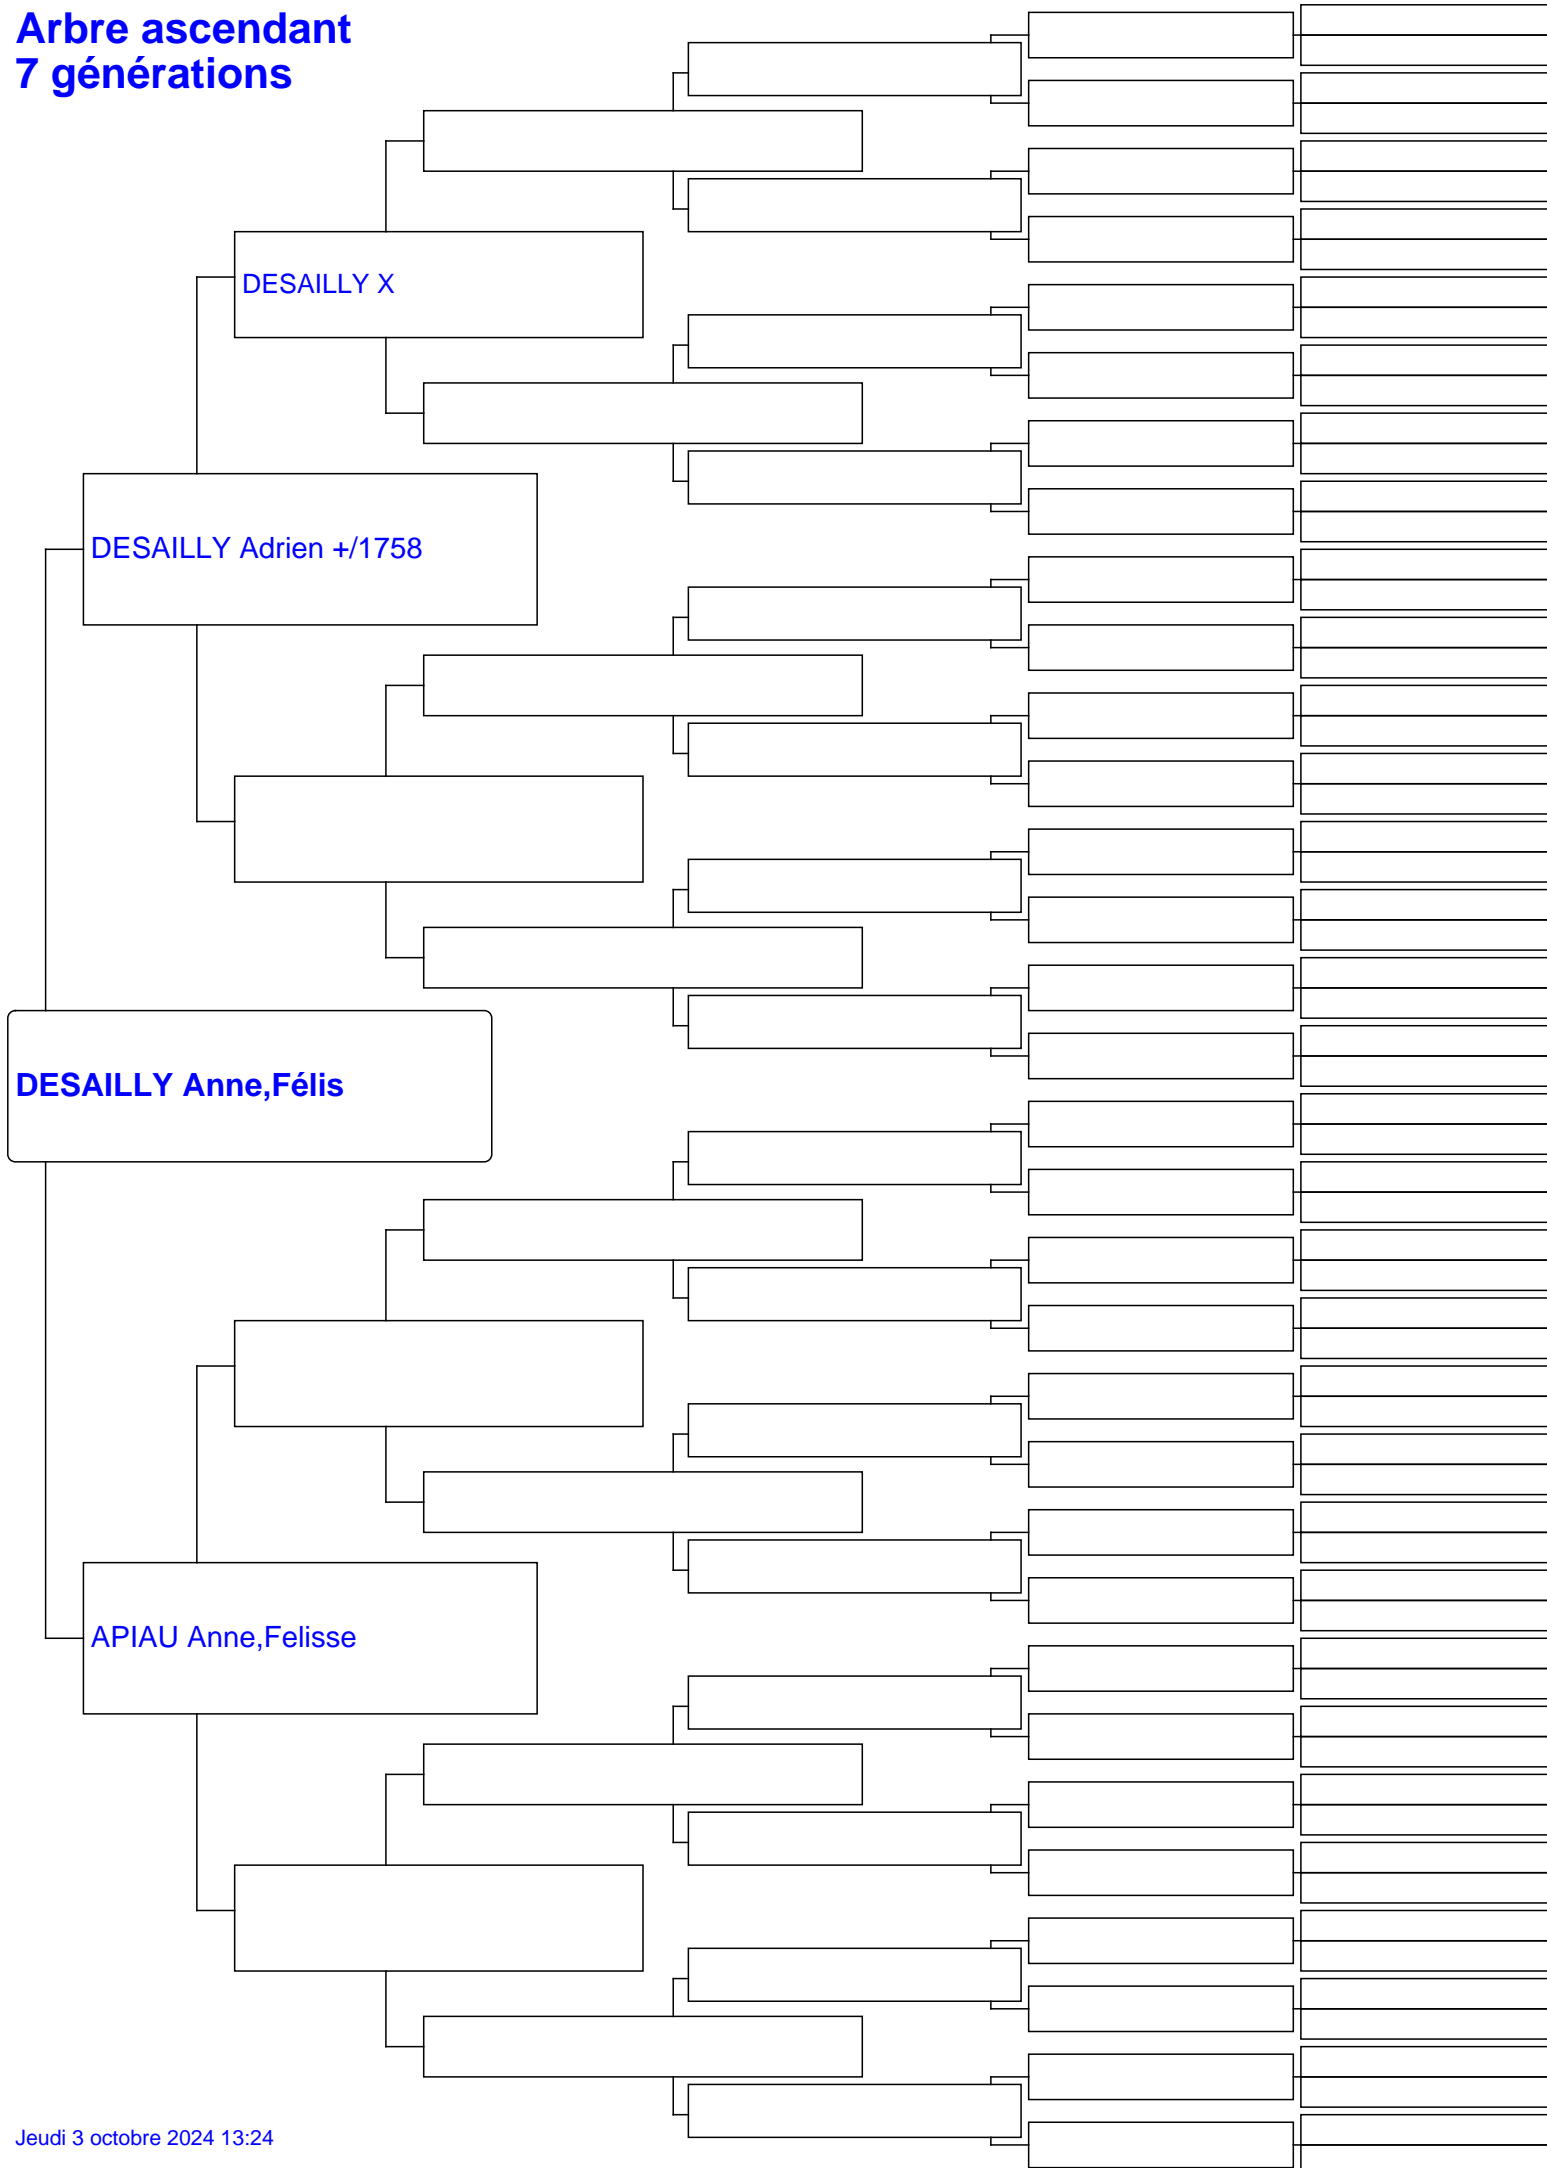 Arbre ascendant
7 générations
DESAILLY X
DESAILLY Adrien +/1758
DESAILLY Anne,Félis
APIAU Anne,Felisse
Jeudi 3 octobre 2024 13:24